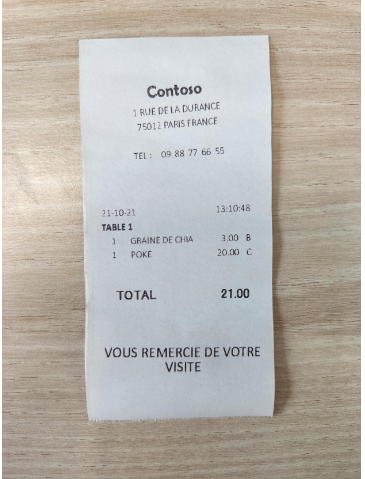 Contoso
1 RUE DE LA DURANCE
75012 PARIS FRANCE
TEL : 09 88 77 66 55
21-10-21 13:10:48
TABLE 1
1 GRAINE DE CHIA 3.00 B
1 POKE 20.00 C
TOTAL 21.00
VOUS REMERCIE DE VOTRE
VISITE